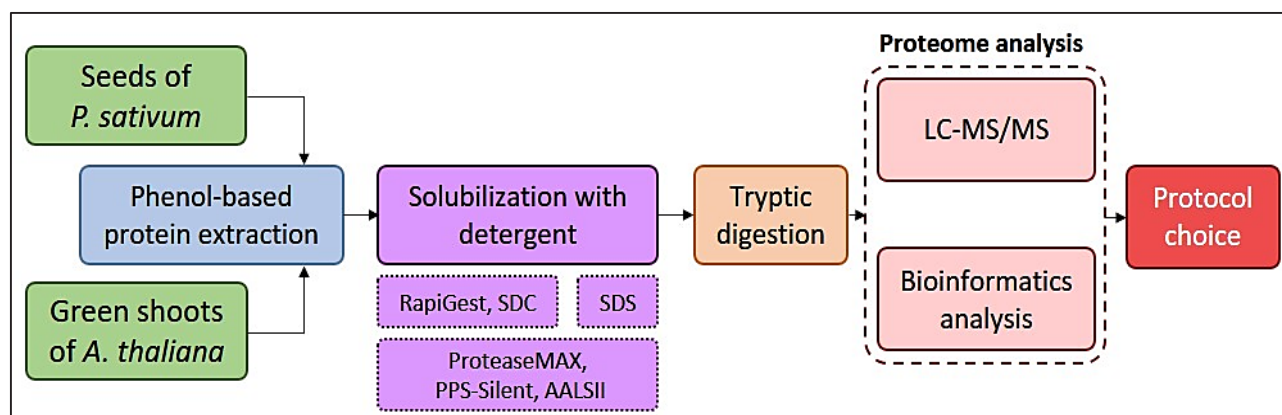 Seeds of
P. sativum
Green shoots
of A. thaliana
Phenol-based
protein extraction
Solubilization with
detergent
RapiGest, SDC
SDS
ProteaseMAX,
PPS-Silent, AALSII
Tryptic
digestion
Proteome analysis
LC-MS/MS
Bioinformatics
analysis
Protocol
choice